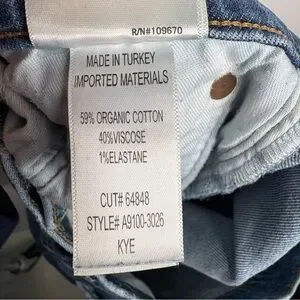 R/N#109670
MADE IN TURKEY
IMPORTED MATERIALS
59% ORGANIC COTTON
40%VISCOSE
1%ELASTANE
CUT# 64848
STYLE# A9100-3026
KYE